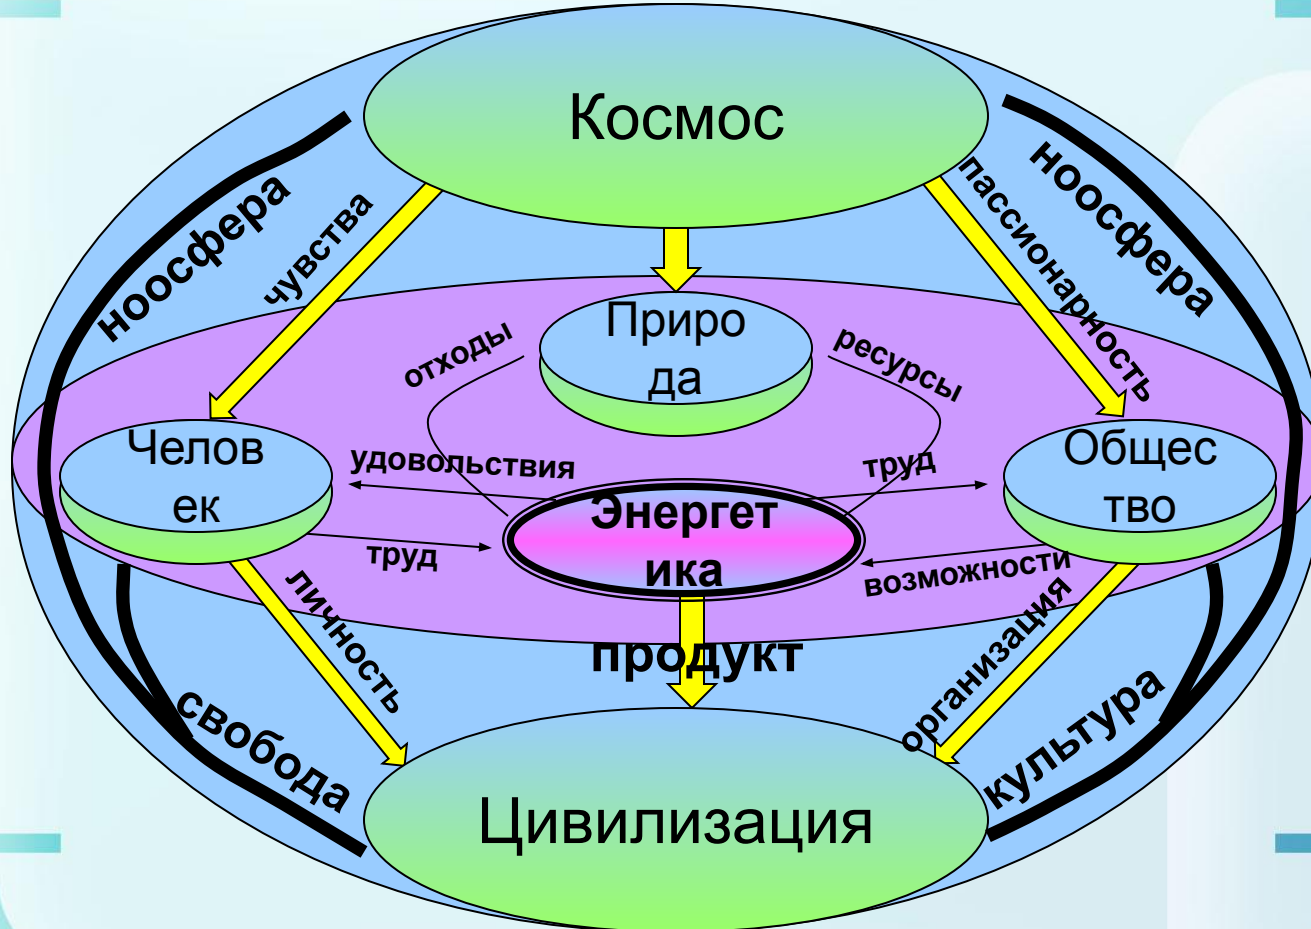 Космос
ноосфера
чувства
пассионарность
ноосфера
Приро
да
отходы
ресурсы
Челов
ек
удовольствия
труд
Общес
тво
Энергет
ика
труд
возможности
личность
продукт
организация
свобода
культура
Цивилизация